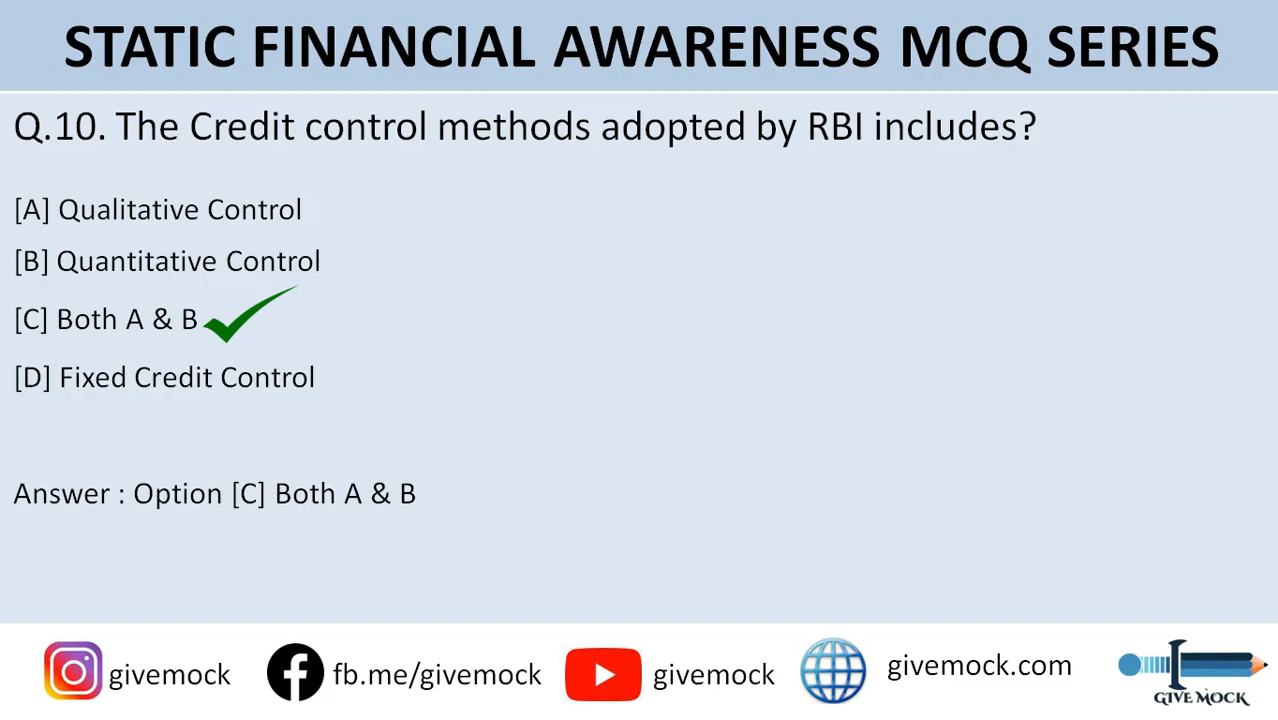 STATIC FINANCIAL AWARENESS MCQ SERIES
Q.10. The Credit control methods adopted by RBI includes?
[A] Qualitative Control
[B] Quantitative Control
[C] Both A & B
[D] Fixed Credit Control
Answer : Option [C] Both A & B
givemock
fb.me/givemock
givemock
givemock.com
GIVE MOCK